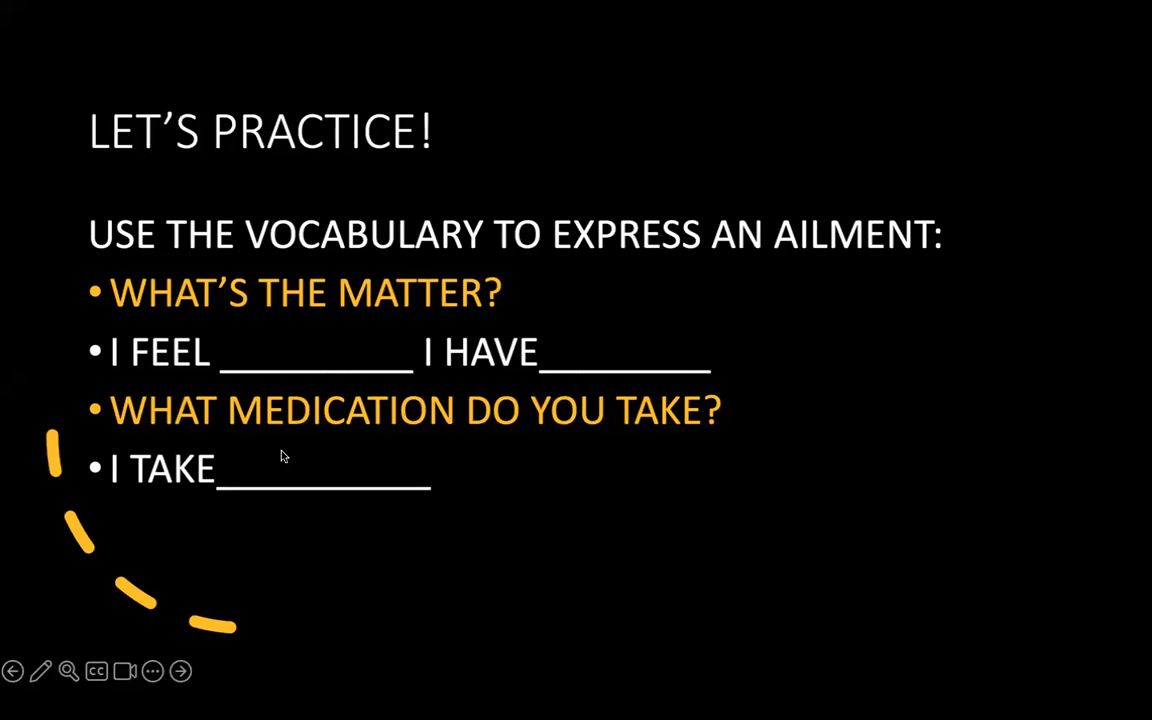 LET’S PRACTICE!
USE THE VOCABULARY TO EXPRESS AN AILMENT:
• WHAT’S THE MATTER?
• I FEEL __________ I HAVE_________
• WHAT MEDICATION DO YOU TAKE?
• I TAKE___________
CC